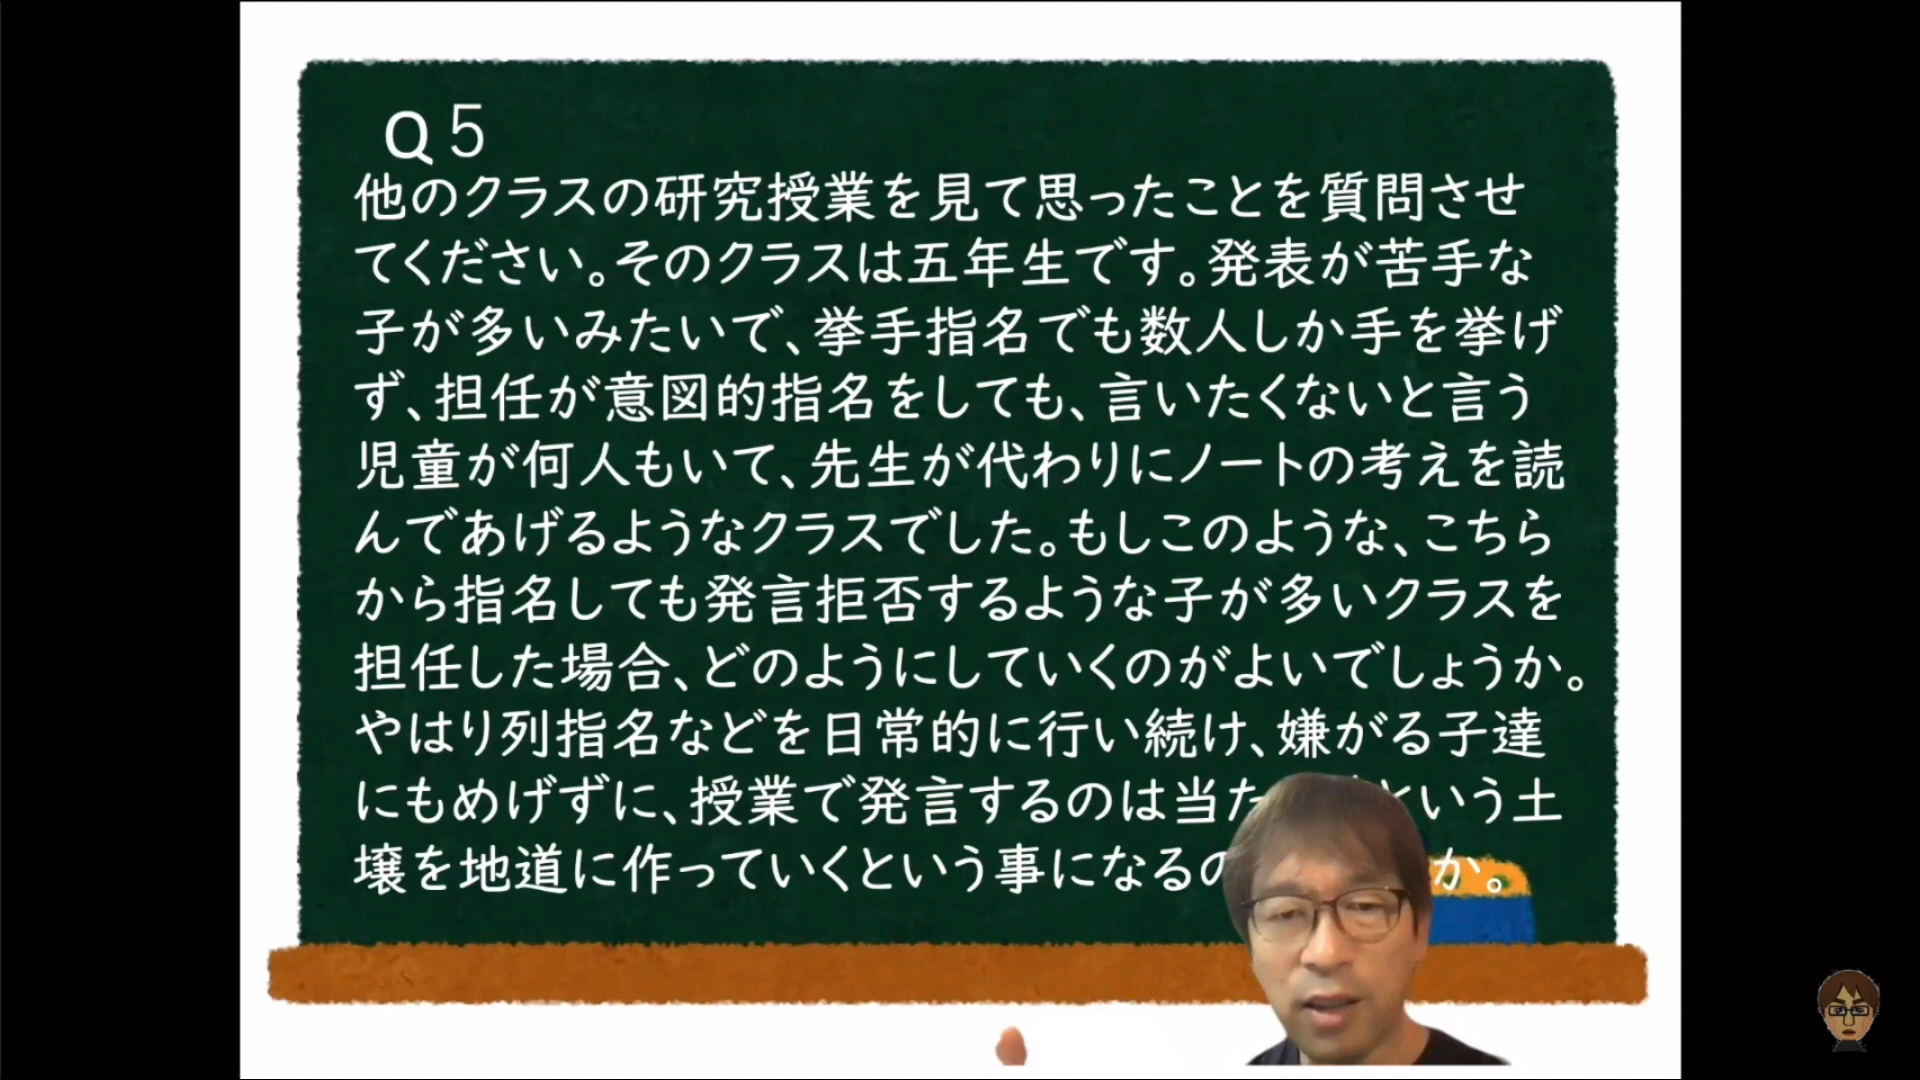 Q5
他のクラスの研究授業を見て思ったことを質問させ
てください。そのクラスは五年生です。発表が苦手な
子が多いみたいで、挙手指名でも数人しか手を挙げ
ず、担任が意図的指名をしても、言いたくないと言う
児童が何人もいて、先生が代わりにノートの考えを読
んであげるようなクラスでした。もしこのような、こちら
から指名しても発言拒否するような子が多いクラスを
担任した場合、どのようにしていくのがよいでしょうか。
やはり列指名などを日常的に行い続け、嫌がる子達
にもめげずに、授業で発言するのは当た という土
壌を地道に作っていくという事になるの か。